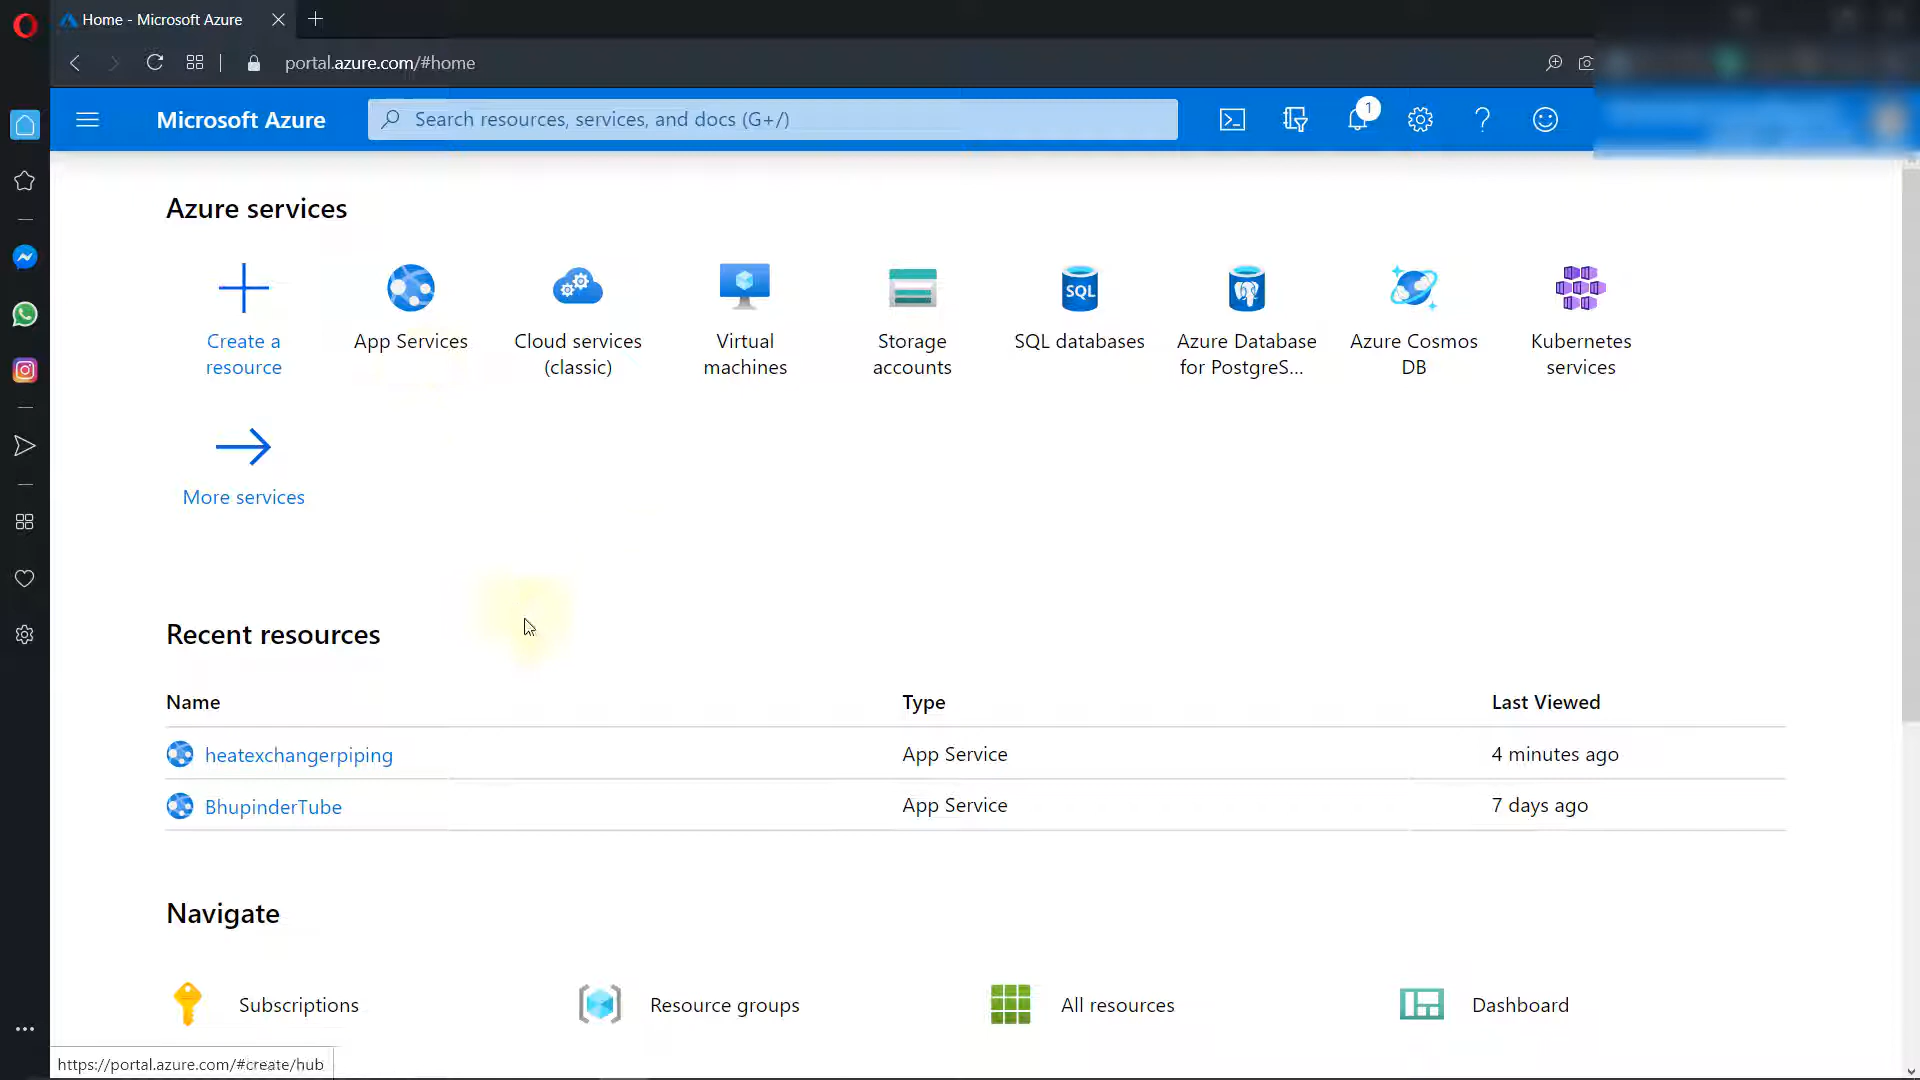 Home - Microsoft Azure
portal.azure.com/#home
Microsoft Azure
Search resources, services, and docs (G+/)
1
Azure services
Create a resource
App Services
Cloud services (classic)
Virtual machines
Storage accounts
SQL
SQL databases
Azure Database for PostgreS...
Azure Cosmos DB
Kubernetes services
More services
Recent resources
Name Type Last Viewed
heatexchangerpiping App Service 4 minutes ago
BhupinderTube App Service 7 days ago
Navigate
Subscriptions Resource groups All resources Dashboard
https://portal.azure.com/#create/hub